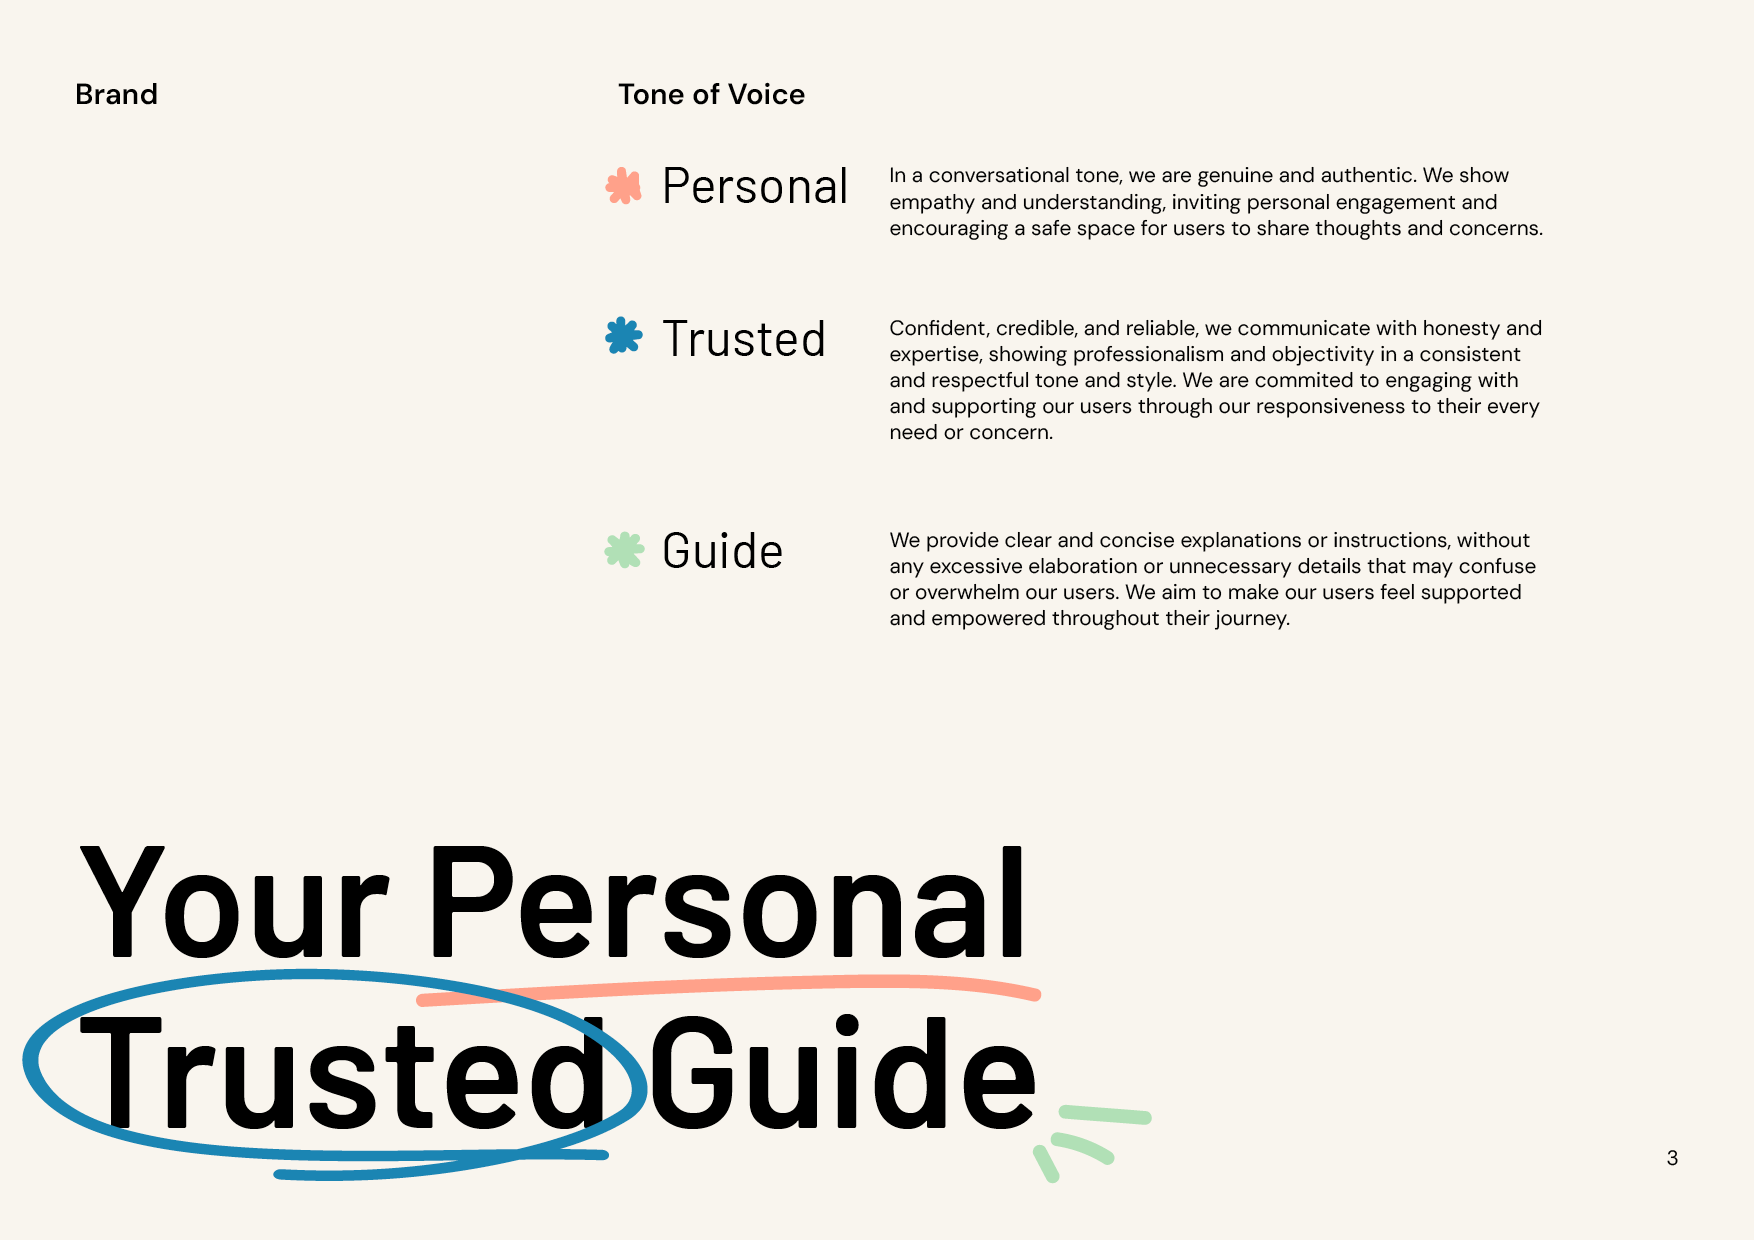 Brand
Tone of Voice
Personal
In a conversational tone, we are genuine and authentic. We show
empathy and understanding, inviting personal engagement and
encouraging a safe space for users to share thoughts and concerns.
Trusted
Confident, credible, and reliable, we communicate with honesty and
expertise, showing professionalism and objectivity in a consistent
and respectful tone and style. We are commited to engaging with
and supporting our users through our responsiveness to their every
need or concern.
Guide
We provide clear and concise explanations or instructions, without
any excessive elaboration or unnecessary details that may confuse
or overwhelm our users. We aim to make our users feel supported
and empowered throughout their journey.
Your Personal
Trusted Guide
3